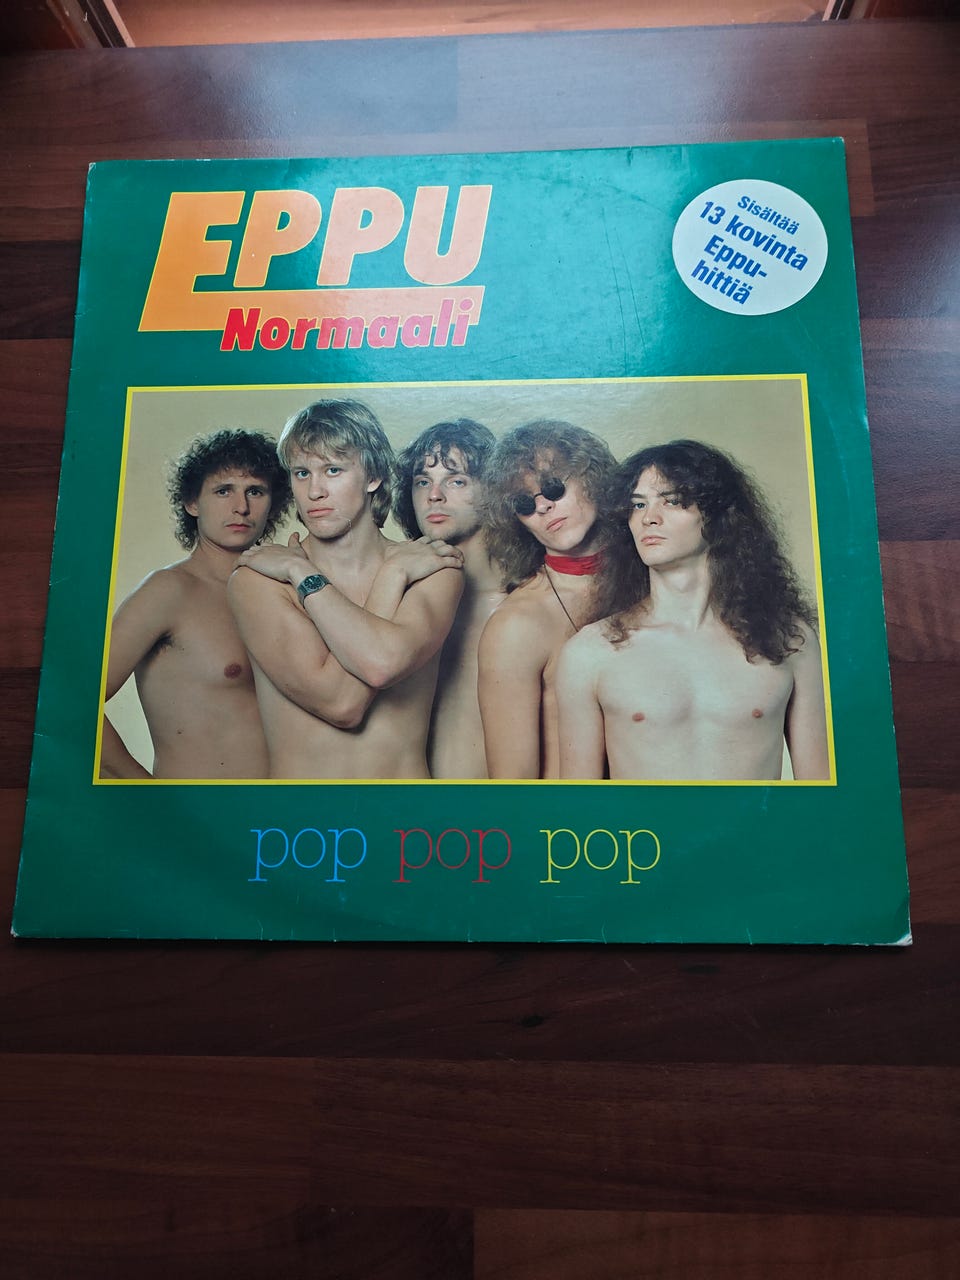 EPPU
Normaali
Sisältää
13 kovinta
Eppu-
hittiä
pop pop pop